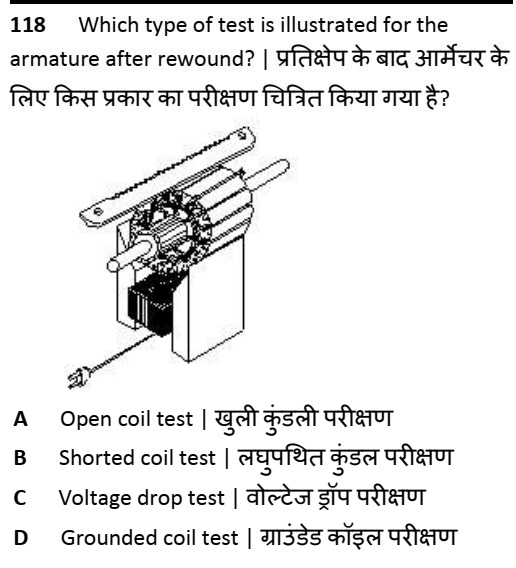 118 Which type of test is illustrated for the
armature after rewound? | प्रतिक्षेप के बाद आर्मेचर के
लिए किस प्रकार का परीक्षण चित्रित किया गया है?
A Open coil test | खुली कुंडली परीक्षण
B Shorted coil test | लघुपथित कुंडल परीक्षण
C Voltage drop test | वोल्टेज ड्रॉप परीक्षण
D Grounded coil test | ग्राउंडेड कॉइल परीक्षण